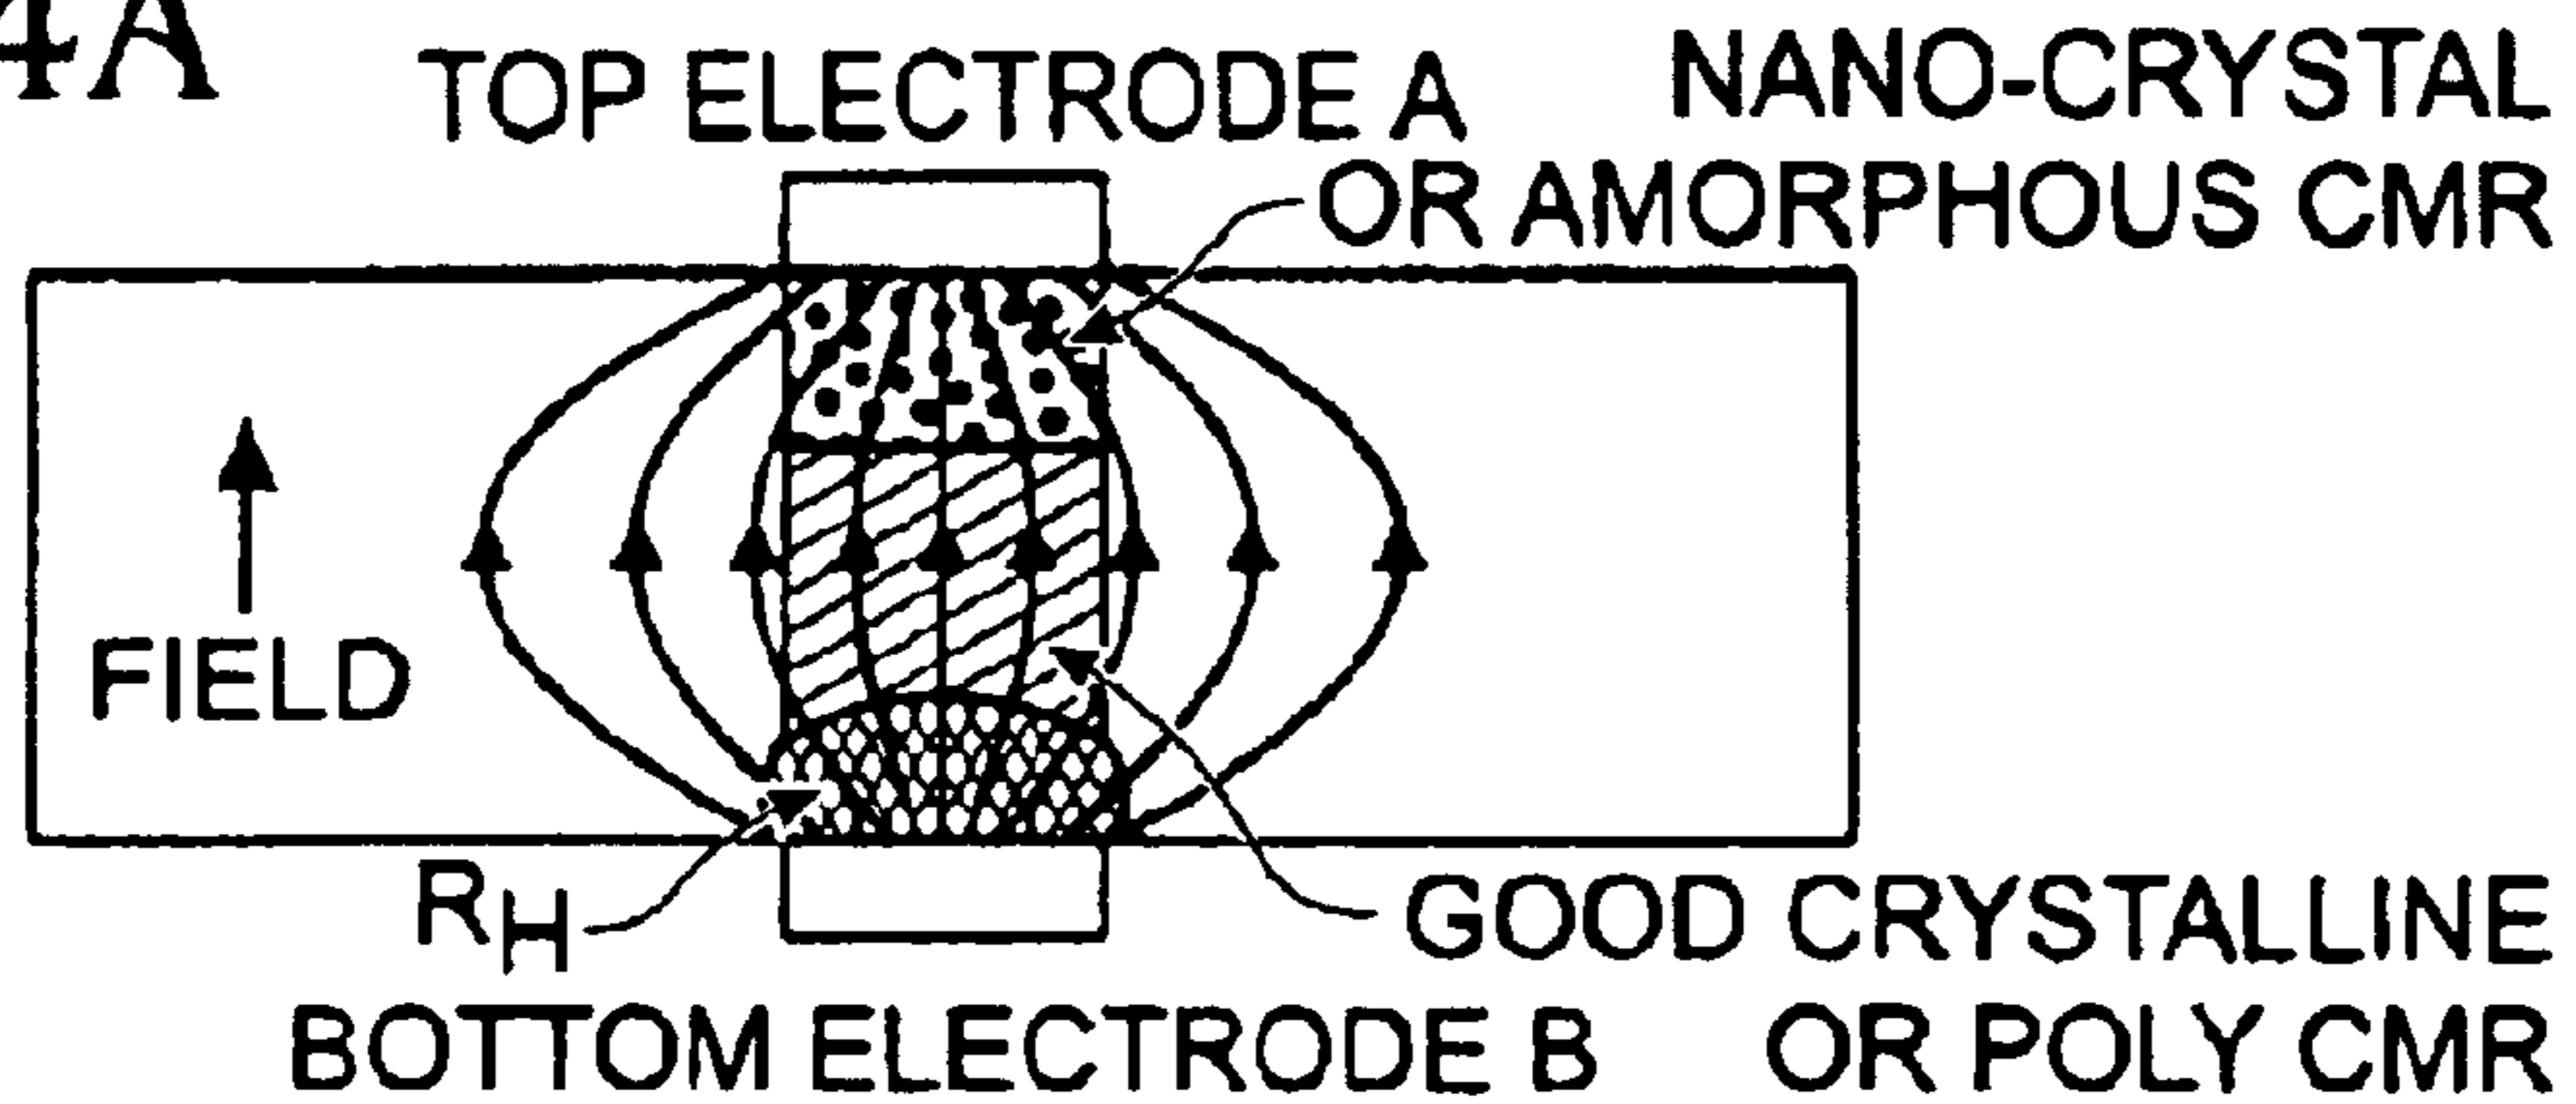 4A
TOP ELECTRODE A
NANO-CRYSTAL
OR AMORPHOUS CMR
FIELD
RH
GOOD CRYSTALLINE
OR POLY CMR
BOTTOM ELECTRODE B